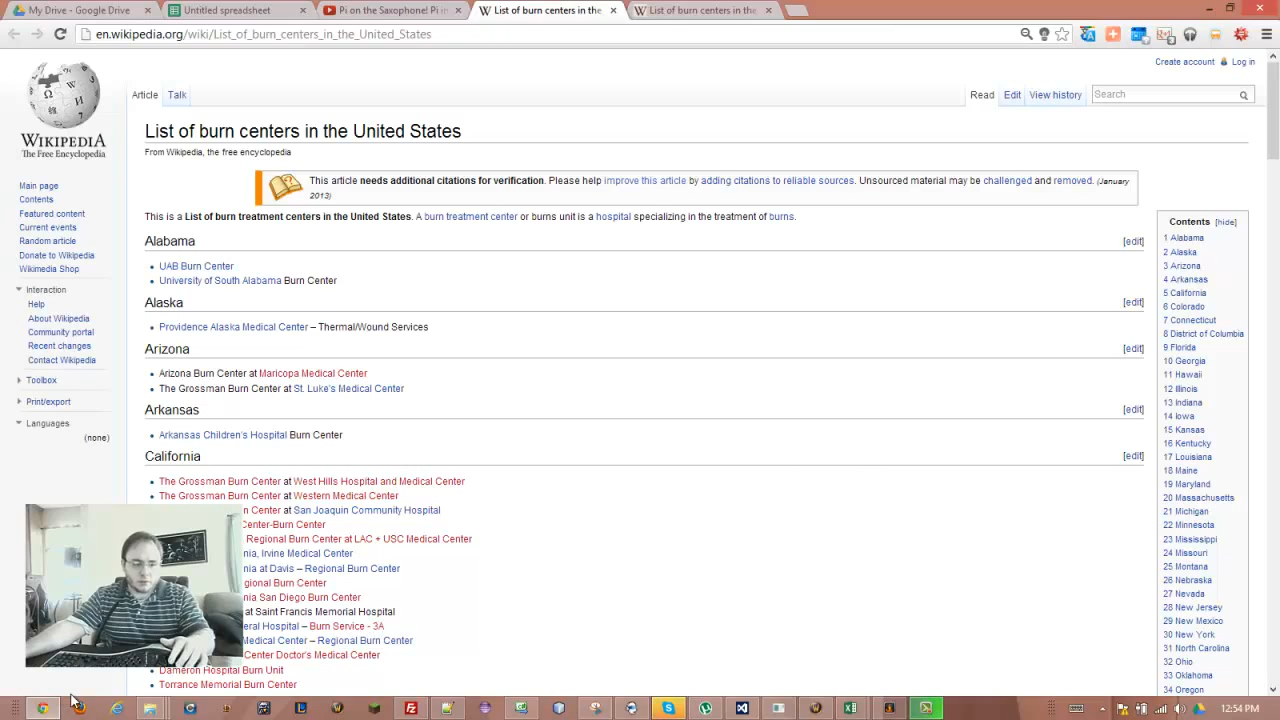 My Drive - Google Drive
Untitled spreadsheet
Pi on the Saxophone! Pi in
List of burn centers in the
List of burn centers in the
en.wikipedia.org/wiki/List_of_burn_centers_in_the_United_States
Create account Log in
WIKIPEDIA
The Free Encyclopedia
Article Talk Read Edit View history Search
List of burn centers in the United States
From Wikipedia, the free encyclopedia
This article needs additional citations for verification. Please help improve this article by adding citations to reliable sources. Unsourced material may be challenged and removed. (January
2013)
This is a List of burn treatment centers in the United States. A burn treatment center or burns unit is a hospital specializing in the treatment of burns.
Main page
Contents
Featured content
Current events
Random article
Donate to Wikipedia
Wikimedia Shop
Interaction
Help
About Wikipedia
Community portal
Recent changes
Contact Wikipedia
Toolbox
Print/export
Languages
(none)
Alabama [edit]
UAB Burn Center
University of South Alabama Burn Center
Alaska [edit]
Providence Alaska Medical Center – Thermal/Wound Services
Arizona [edit]
Arizona Burn Center at Maricopa Medical Center
The Grossman Burn Center at St. Luke's Medical Center
Arkansas [edit]
Arkansas Children's Hospital Burn Center
California [edit]
The Grossman Burn Center at West Hills Hospital and Medical Center
The Grossman Burn Center at Western Medical Center
n Center at San Joaquin Community Hospital
Center-Burn Center
Regional Burn Center at LAC + USC Medical Center
nia, Irvine Medical Center
nia at Davis – Regional Burn Center
gional Burn Center
nia San Diego Burn Center
at Saint Francis Memorial Hospital
eral Hospital – Burn Service - 3A
Medical Center – Regional Burn Center
Center Doctor's Medical Center
Dameron Hospital Burn Unit
Torrance Memorial Burn Center
Contents [hide]
1 Alabama
2 Alaska
3 Arizona
4 Arkansas
5 California
6 Colorado
7 Connecticut
8 District of Columbia
9 Florida
10 Georgia
11 Hawaii
12 Illinois
13 Indiana
14 Iowa
15 Kansas
16 Kentucky
17 Louisiana
18 Maine
19 Maryland
20 Massachusetts
21 Michigan
22 Minnesota
23 Mississippi
24 Missouri
25 Montana
26 Nebraska
27 Nevada
28 New Jersey
29 New Mexico
30 New York
31 North Carolina
32 Ohio
33 Oklahoma
34 Oregon
12:54 PM